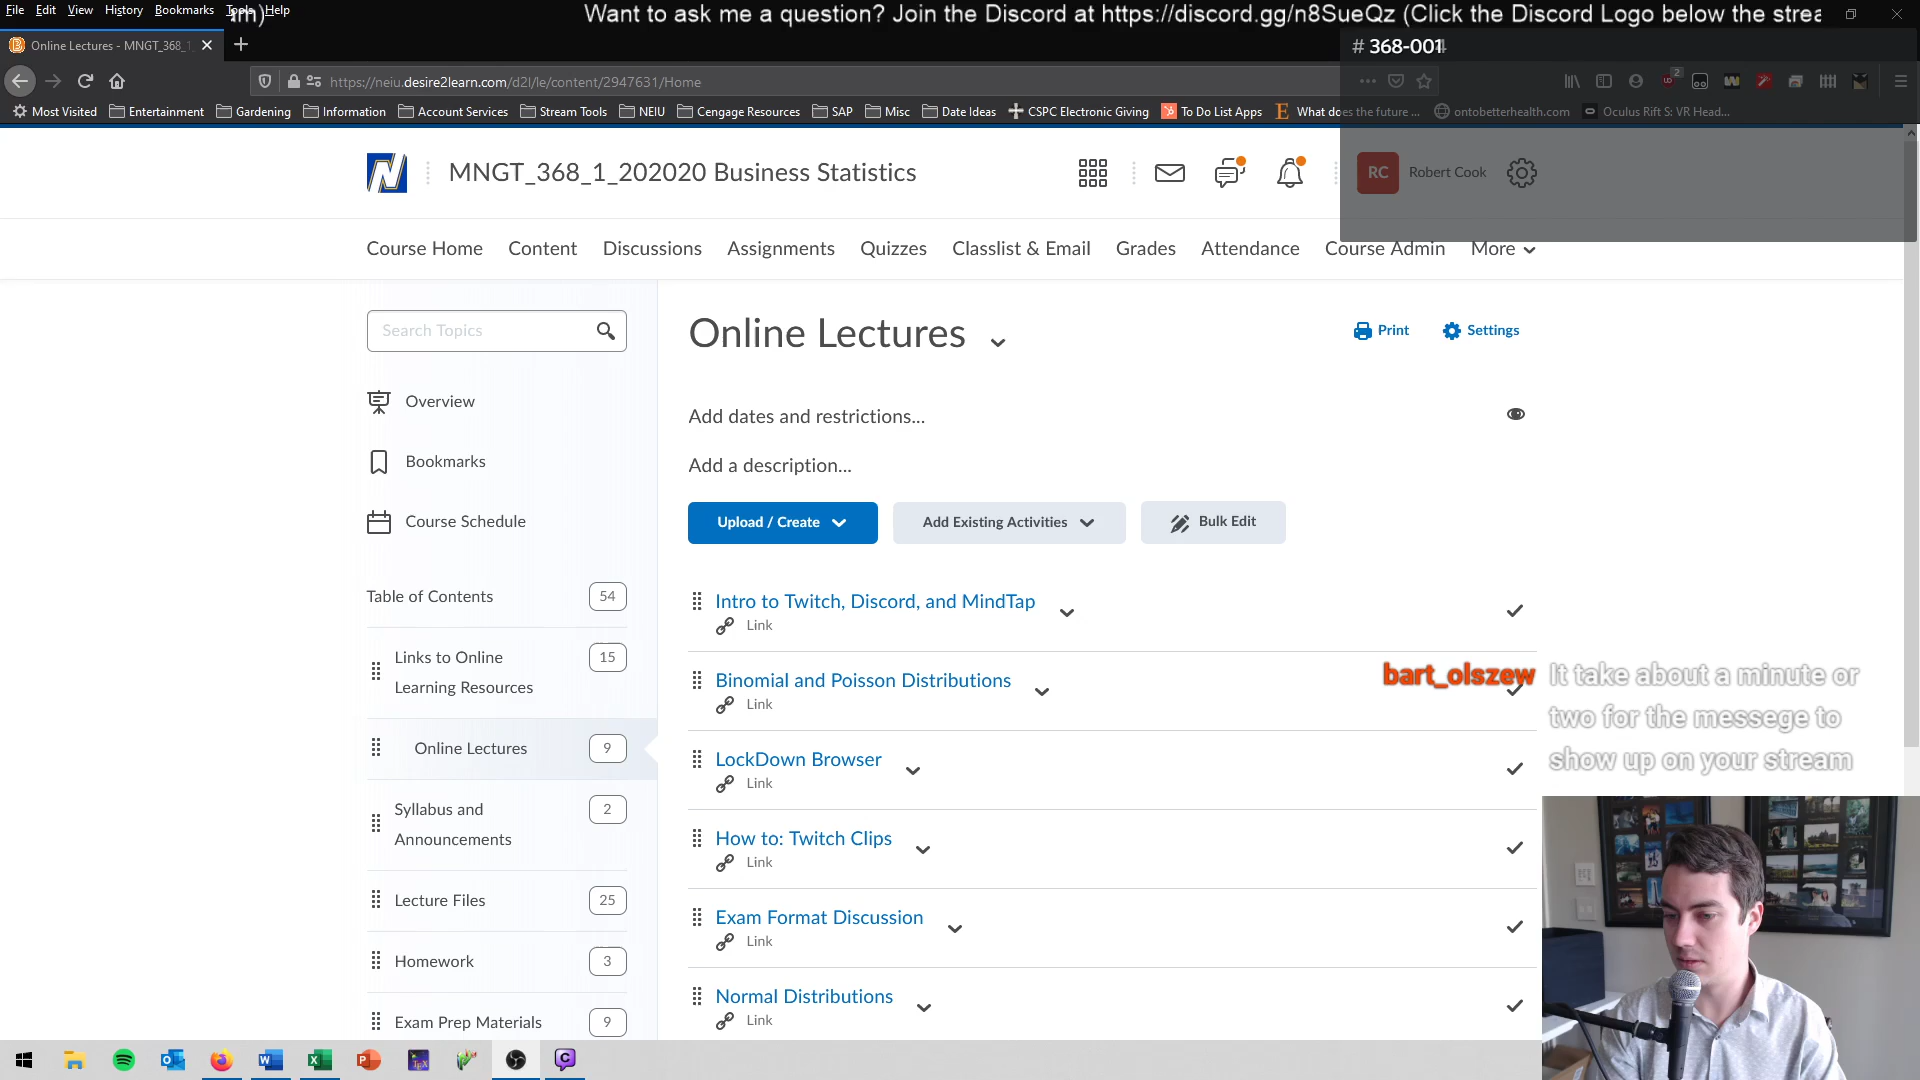 File Edit View History Bookmarks Tools Help
am)
Want to ask me a question? Join the Discord at https://discord.gg/n8SueQz (Click the Discord Logo below the strea
Online Lectures - MNGT_368_1_
# 368-001
https://neiu.desire2learn.com/d2l/le/content/2947631/Home
2
Most Visited Entertainment Gardening Information Account Services Stream Tools NEIU Cengage Resources SAP Misc Date Ideas CSPC Electronic Giving To Do List Apps What does the future ... ontobetterhealth.com Oculus Rift S: VR Head...
MNGT_368_1_202020 Business Statistics
RC Robert Cook
Course Home Content Discussions Assignments Quizzes Classlist & Email Grades Attendance Course Admin More
Search Topics
Overview
Bookmarks
Course Schedule
Table of Contents 54
Links to Online 15
Learning Resources
Online Lectures 9
Syllabus and 2
Announcements
Lecture Files 25
Homework 3
Exam Prep Materials 9
Online Lectures
Print Settings
Add dates and restrictions...
Add a description...
Upload / Create Add Existing Activities Bulk Edit
Intro to Twitch, Discord, and MindTap
Link
Binomial and Poisson Distributions
Link
LockDown Browser
Link
How to: Twitch Clips
Link
Exam Format Discussion
Link
Normal Distributions
Link
bart_olszew It take about a minute or
two for the messege to
show up on your stream